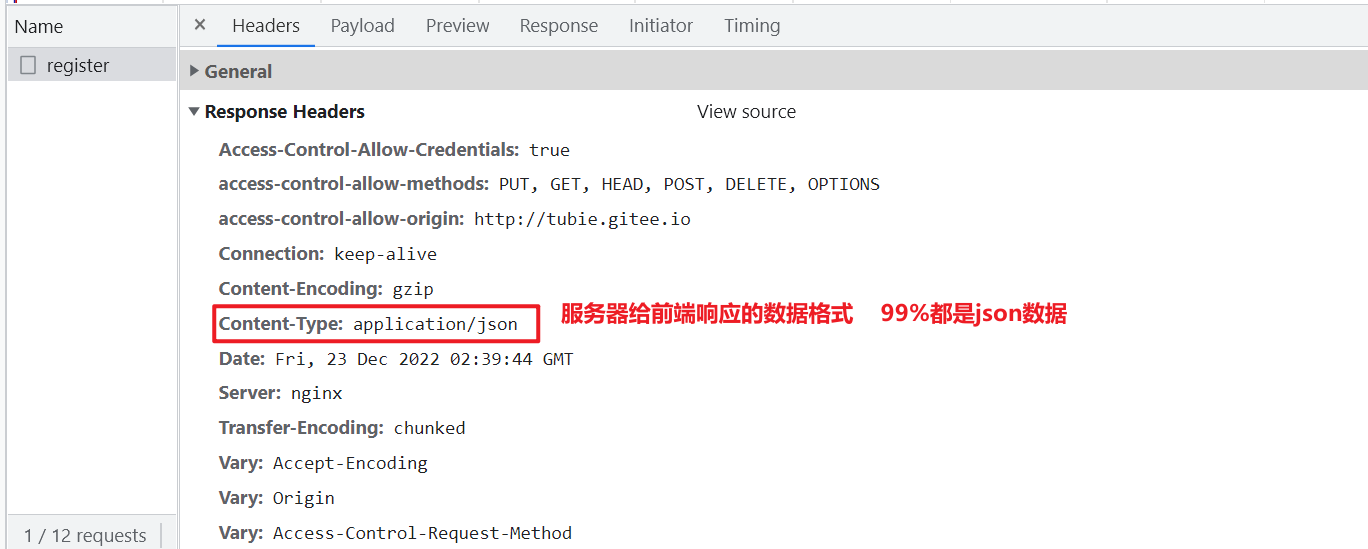 Name
× Headers Payload Preview Response Initiator Timing
register
General
Response Headers View source
Access-Control-Allow-Credentials: true
access-control-allow-methods: PUT, GET, HEAD, POST, DELETE, OPTIONS
access-control-allow-origin: http://tubie.gitee.io
Connection: keep-alive
Content-Encoding: gzip
Content-Type: application/json 服务器给前端响应的数据格式 99%都是json数据
Date: Fri, 23 Dec 2022 02:39:44 GMT
Server: nginx
Transfer-Encoding: chunked
Vary: Accept-Encoding
Vary: Origin
Vary: Access-Control-Request-Method
1 / 12 requests